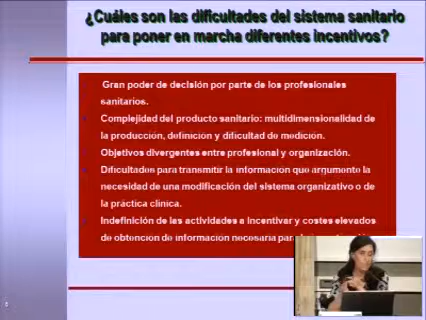 ¿Cuáles son las dificultades del sistema sanitario
para poner en marcha diferentes incentivos?
Gran poder de decisión por parte de los profesionales
sanitarios.
Complejidad del producto sanitario: multidimensionalidad de
la producción, definición y dificultad de medición.
Objetivos divergentes entre profesional y organización.
Dificultades para transmitir la información que argumente la
necesidad de una modificación del sistema organizativo o de
la práctica clínica.
Indefinición de las actividades a incentivar y costes elevados
de obtención de información necesaria para